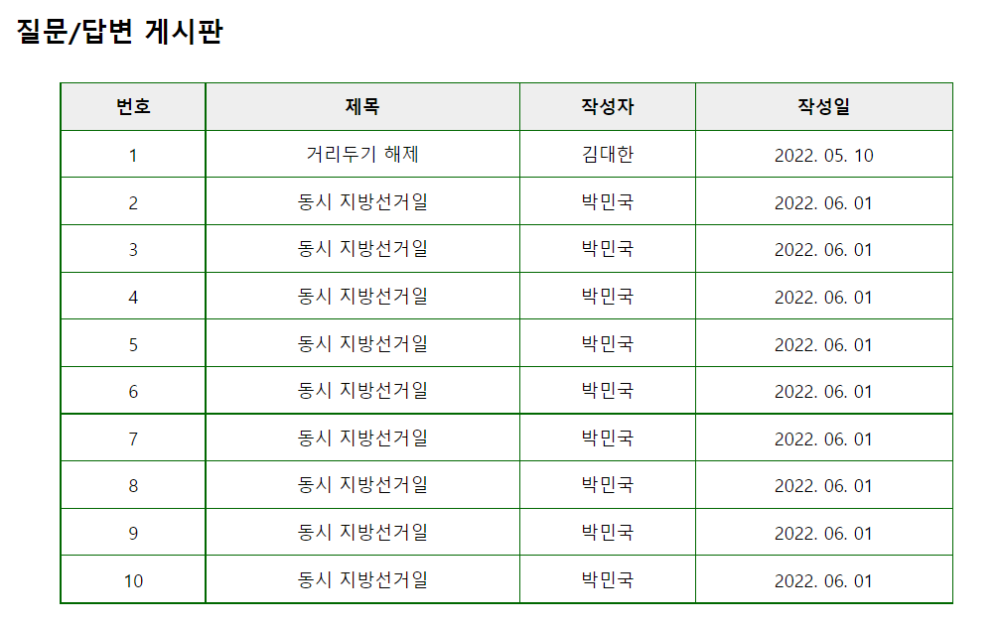 질문/답변 게시판
번호 제목 작성자 작성일
1 거리두기 해제 김대한 2022. 05. 10
2 동시 지방선거일 박민국 2022. 06. 01
3 동시 지방선거일 박민국 2022. 06. 01
4 동시 지방선거일 박민국 2022. 06. 01
5 동시 지방선거일 박민국 2022. 06. 01
6 동시 지방선거일 박민국 2022. 06. 01
7 동시 지방선거일 박민국 2022. 06. 01
8 동시 지방선거일 박민국 2022. 06. 01
9 동시 지방선거일 박민국 2022. 06. 01
10 동시 지방선거일 박민국 2022. 06. 01